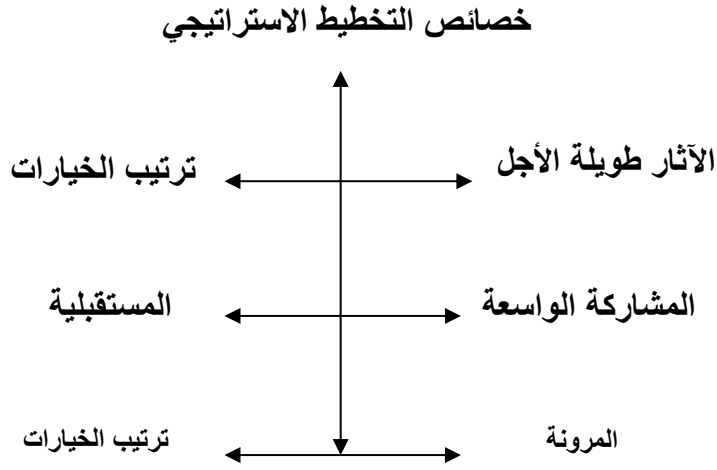 خصائص التخطيط الاستراتيجي
الآثار طويلة الأجل
ترتيب الخيارات
المشاركة الواسعة
المستقبلية
المرونة
ترتيب الخيارات